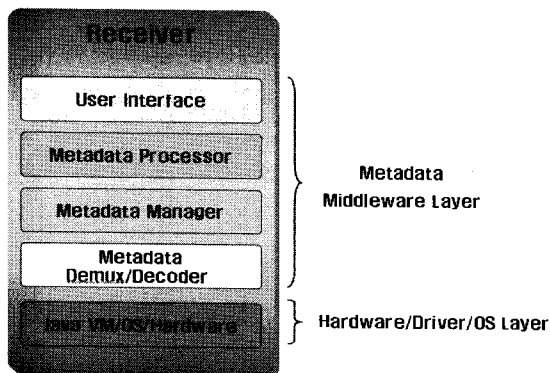 Receiver
User Interface
Metadata Processor
Metadata Manager
Metadata
Demux/Decoder
Java VM/OS/Hardware
Metadata
Middleware Layer
Hardware/Driver/OS Layer